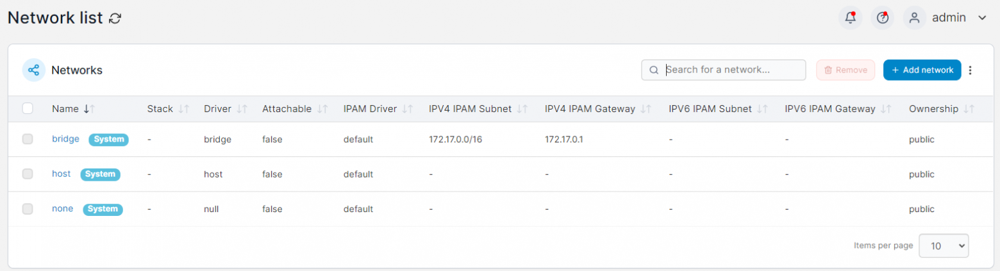 Network list
admin
Networks
Search for a network...
Remove
+ Add network
Name Stack Driver Attachable IPAM Driver IPV4 IPAM Subnet IPV4 IPAM Gateway IPV6 IPAM Subnet IPV6 IPAM Gateway Ownership
bridge System - bridge false default 172.17.0.0/16 172.17.0.1 - - public
host System - host false default - - - - public
none System - null false default - - - - public
Items per page 10